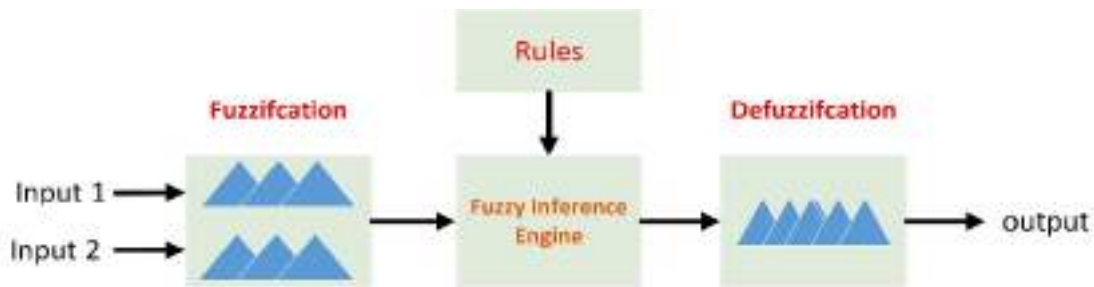 Rules
Fuzzifcation
Defuzzifcation
Input 1
Input 2
Fuzzy Inference
Engine
output